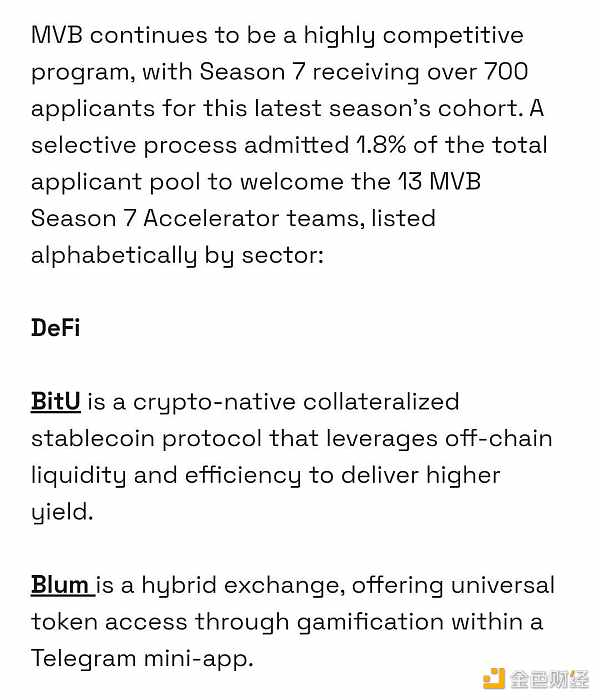 MVB continues to be a highly competitive
program, with Season 7 receiving over 700
applicants for this latest season's cohort. A
selective process admitted 1.8% of the total
applicant pool to welcome the 13 MVB
Season 7 Accelerator teams, listed
alphabetically by sector:
DeFi
BitU is a crypto-native collateralized
stablecoin protocol that leverages off-chain
liquidity and efficiency to deliver higher
yield.
Blum is a hybrid exchange, offering universal
token access through gamification within a
Telegram mini-app.
金色财经